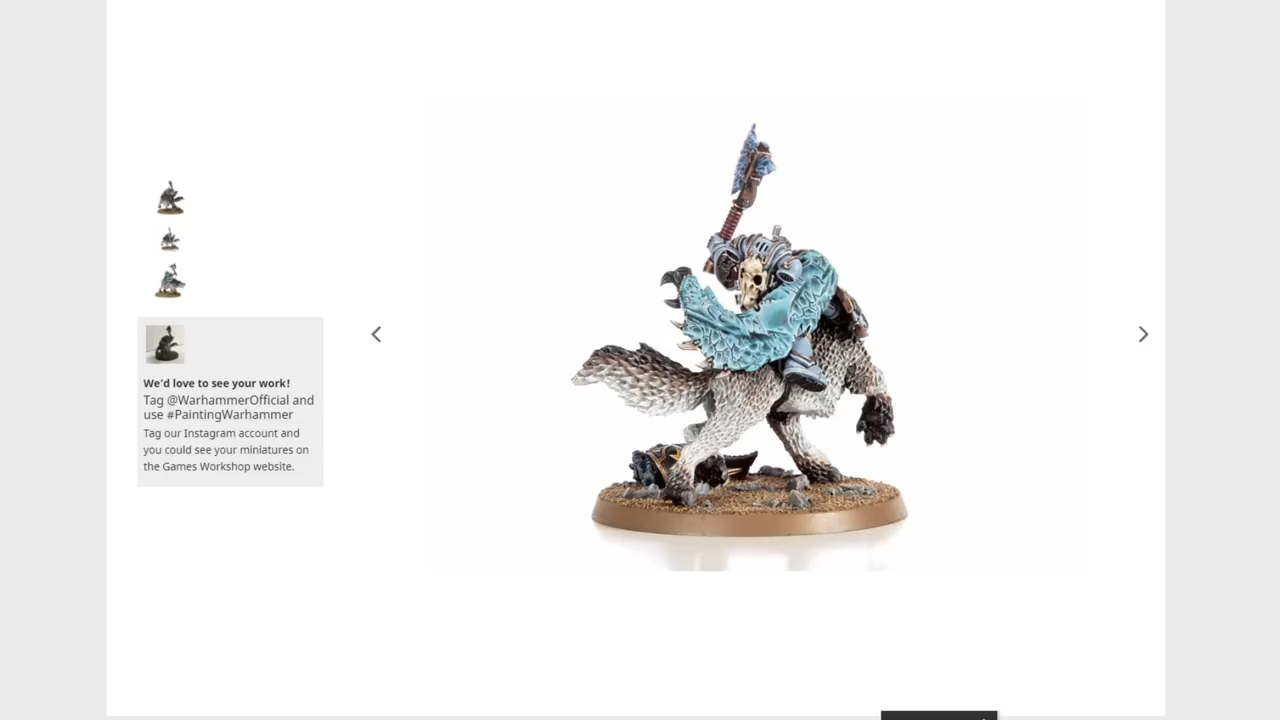 We'd love to see your work!
Tag @WarhammerOfficial and
use #PaintingWarhammer
Tag our Instagram account and
you could see your miniatures on
the Games Workshop website.